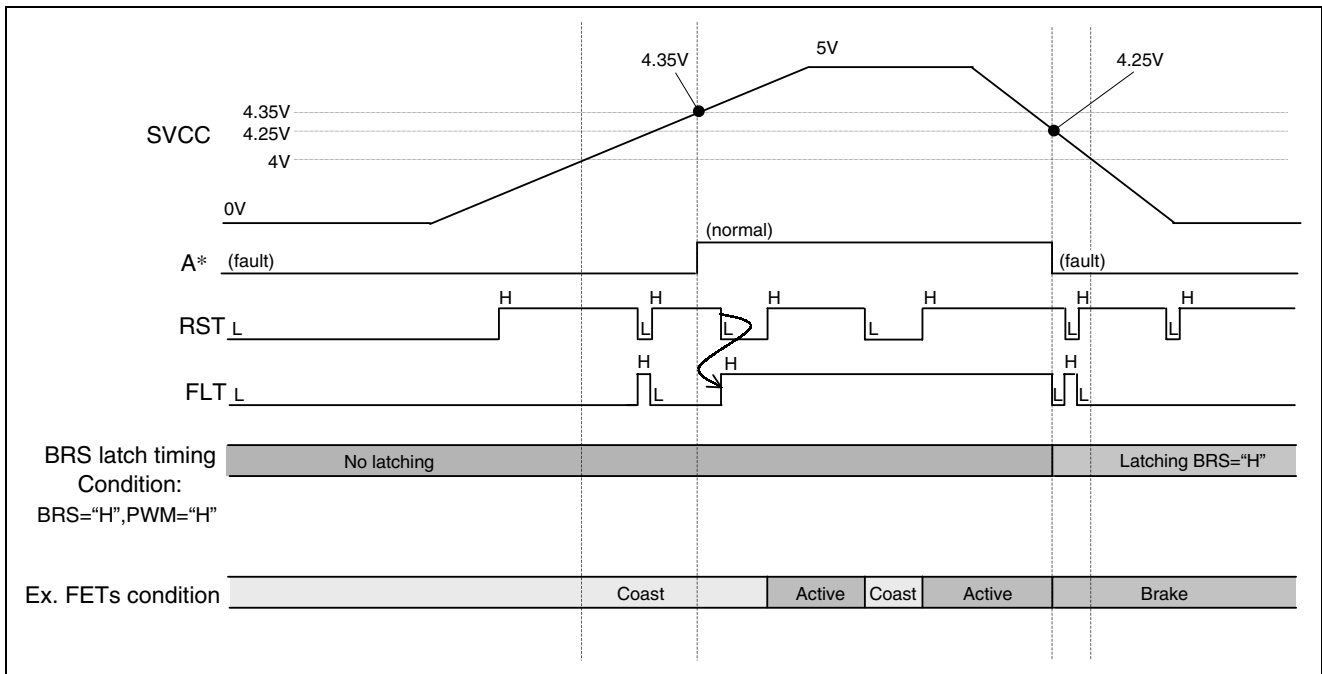 5V
4.35V 4.25V
4.35V
SVCC 4.25V
4V
0V
(normal)
A* (fault) (fault)
H H H H H H
RST L L L L L L
H H H
FLT L L L L
BRS latch timing No latching Latching BRS="H"
Condition:
BRS="H",PWM="H"
Ex. FETs condition Coast Active Coast Active Brake